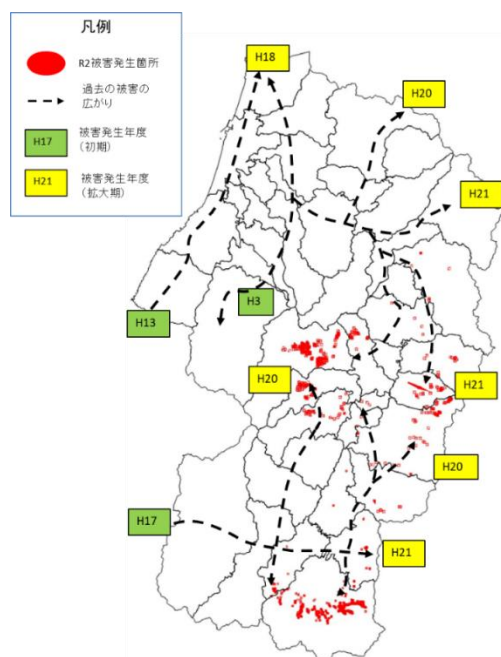 凡例
R2被害発生箇所
過去の被害の
広がり
H17
被害発生年度
（初期）
H21
被害発生年度
（拡大期）
H18
H20
H21
H3
H13
H20
H21
H20
H17
H21